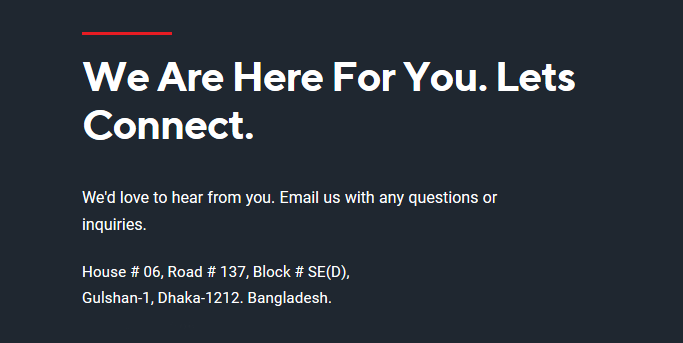 We Are Here For You. Lets
Connect.
We'd love to hear from you. Email us with any questions or
inquiries.
House # 06, Road # 137, Block # SE(D),
Gulshan-1, Dhaka-1212. Bangladesh.